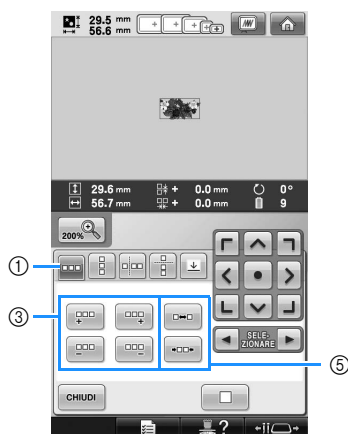 29.5 mm
56.6 mm
29.6 mm + 0.0 mm 0°
56.7 mm + 0.0 mm 9
200%
①
③
SELE-
ZIONARE
⑤
CHIUDI
?